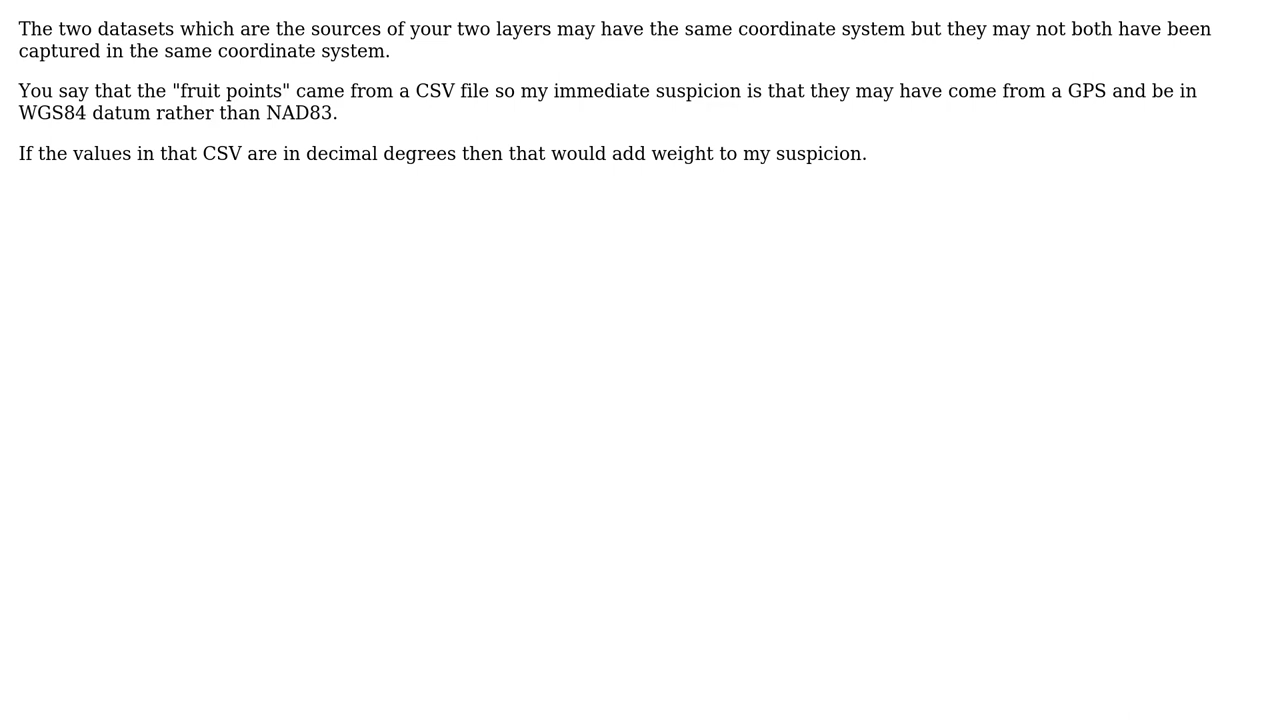 The two datasets which are the sources of your two layers may have the same coordinate system but they may not both have been
captured in the same coordinate system.
You say that the "fruit points" came from a CSV file so my immediate suspicion is that they may have come from a GPS and be in
WGS84 datum rather than NAD83.
If the values in that CSV are in decimal degrees then that would add weight to my suspicion.